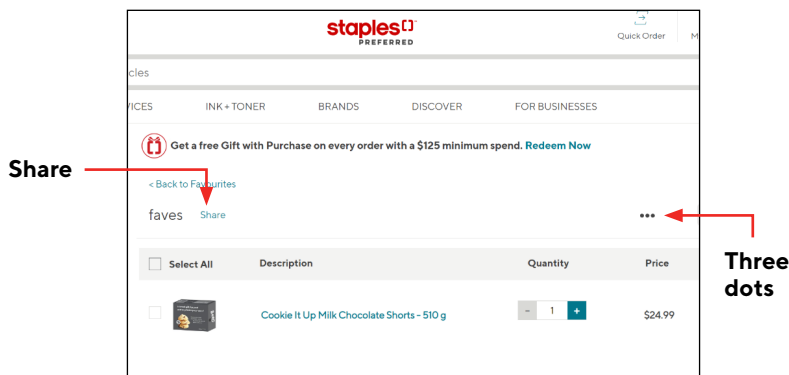 staples
PREFERRED
Quick Order
M
cles
ICES INK + TONER BRANDS DISCOVER FOR BUSINESSES
Get a free Gift with Purchase on every order with a $125 minimum spend. Redeem Now
Share
< Back to Favourites
faves Share •••
Three
dots
Select All Description Quantity Price
Cookie It Up Milk Chocolate Shorts - 510 g - 1 + $24.99